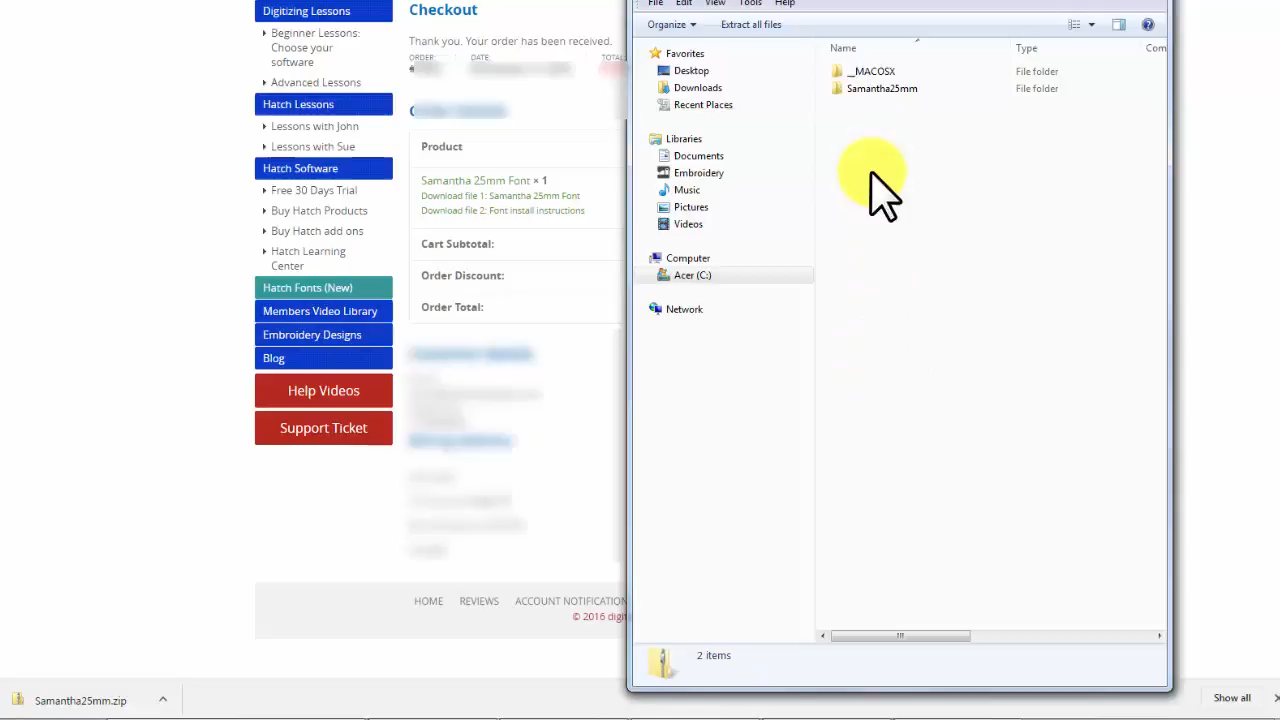 Digitizing Lessons
Beginner Lessons:
Choose your
software
Advanced Lessons
Hatch Lessons
Lessons with John
Lessons with Sue
Hatch Software
Free 30 Days Trial
Buy Hatch Products
Buy Hatch add ons
Hatch Learning
Center
Hatch Fonts (New)
Members Video Library
Embroidery Designs
Blog
Help Videos
Support Ticket
Checkout
Thank you. Your order has been received.
ORDER: DATE: TOTAL:
Product
Samantha 25mm Font × 1
Download file 1: Samantha 25mm Font
Download file 2: Font install instructions
Cart Subtotal:
Order Discount:
Order Total:
HOME REVIEWS ACCOUNT NOTIFICATION
© 2016 digit
File Edit View Tools Help
Organize Extract all files
Favorites
Desktop
Downloads
Recent Places
Libraries
Documents
Embroidery
Music
Pictures
Videos
Computer
Acer (C:)
Network
Name Type Com
__MACOSX File folder
Samantha25mm File folder
2 items
Samantha25mm.zip
Show all